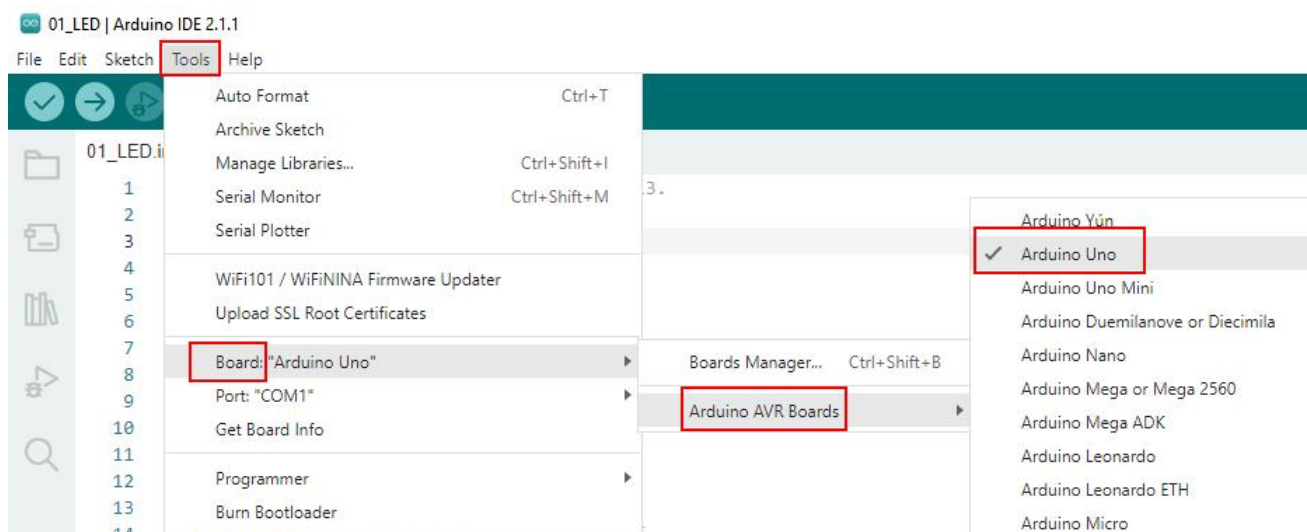 01_LED | Arduino IDE 2.1.1
File Edit Sketch Tools Help
Auto Format Ctrl+T
Archive Sketch
01_LED.i
Manage Libraries... Ctrl+Shift+I
1
3.
Serial Monitor Ctrl+Shift+M
2
Serial Plotter
Arduino Yún
3
Arduino Uno
4
WiFi101 / WiFiNINA Firmware Updater
5
Arduino Uno Mini
6
Upload SSL Root Certificates
Arduino Duemilanove or Diecimila
7
Board: "Arduino Uno"
Boards Manager... Ctrl+Shift+B
Arduino Nano
8
Port: "COM1"
Arduino Mega or Mega 2560
9
Arduino AVR Boards
10
Get Board Info
Arduino Mega ADK
11
Arduino Leonardo
12
Programmer
Arduino Leonardo ETH
13
Burn Bootloader
Arduino Micro
14